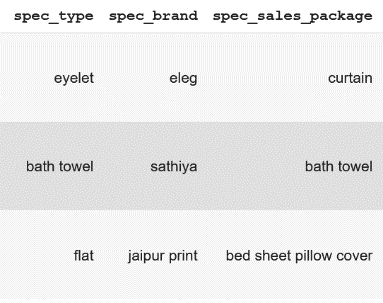 spec_type spec_brand spec_sales_package
eyelet eleg curtain
bath towel sathiya bath towel
flat jaipur print bed sheet pillow cover